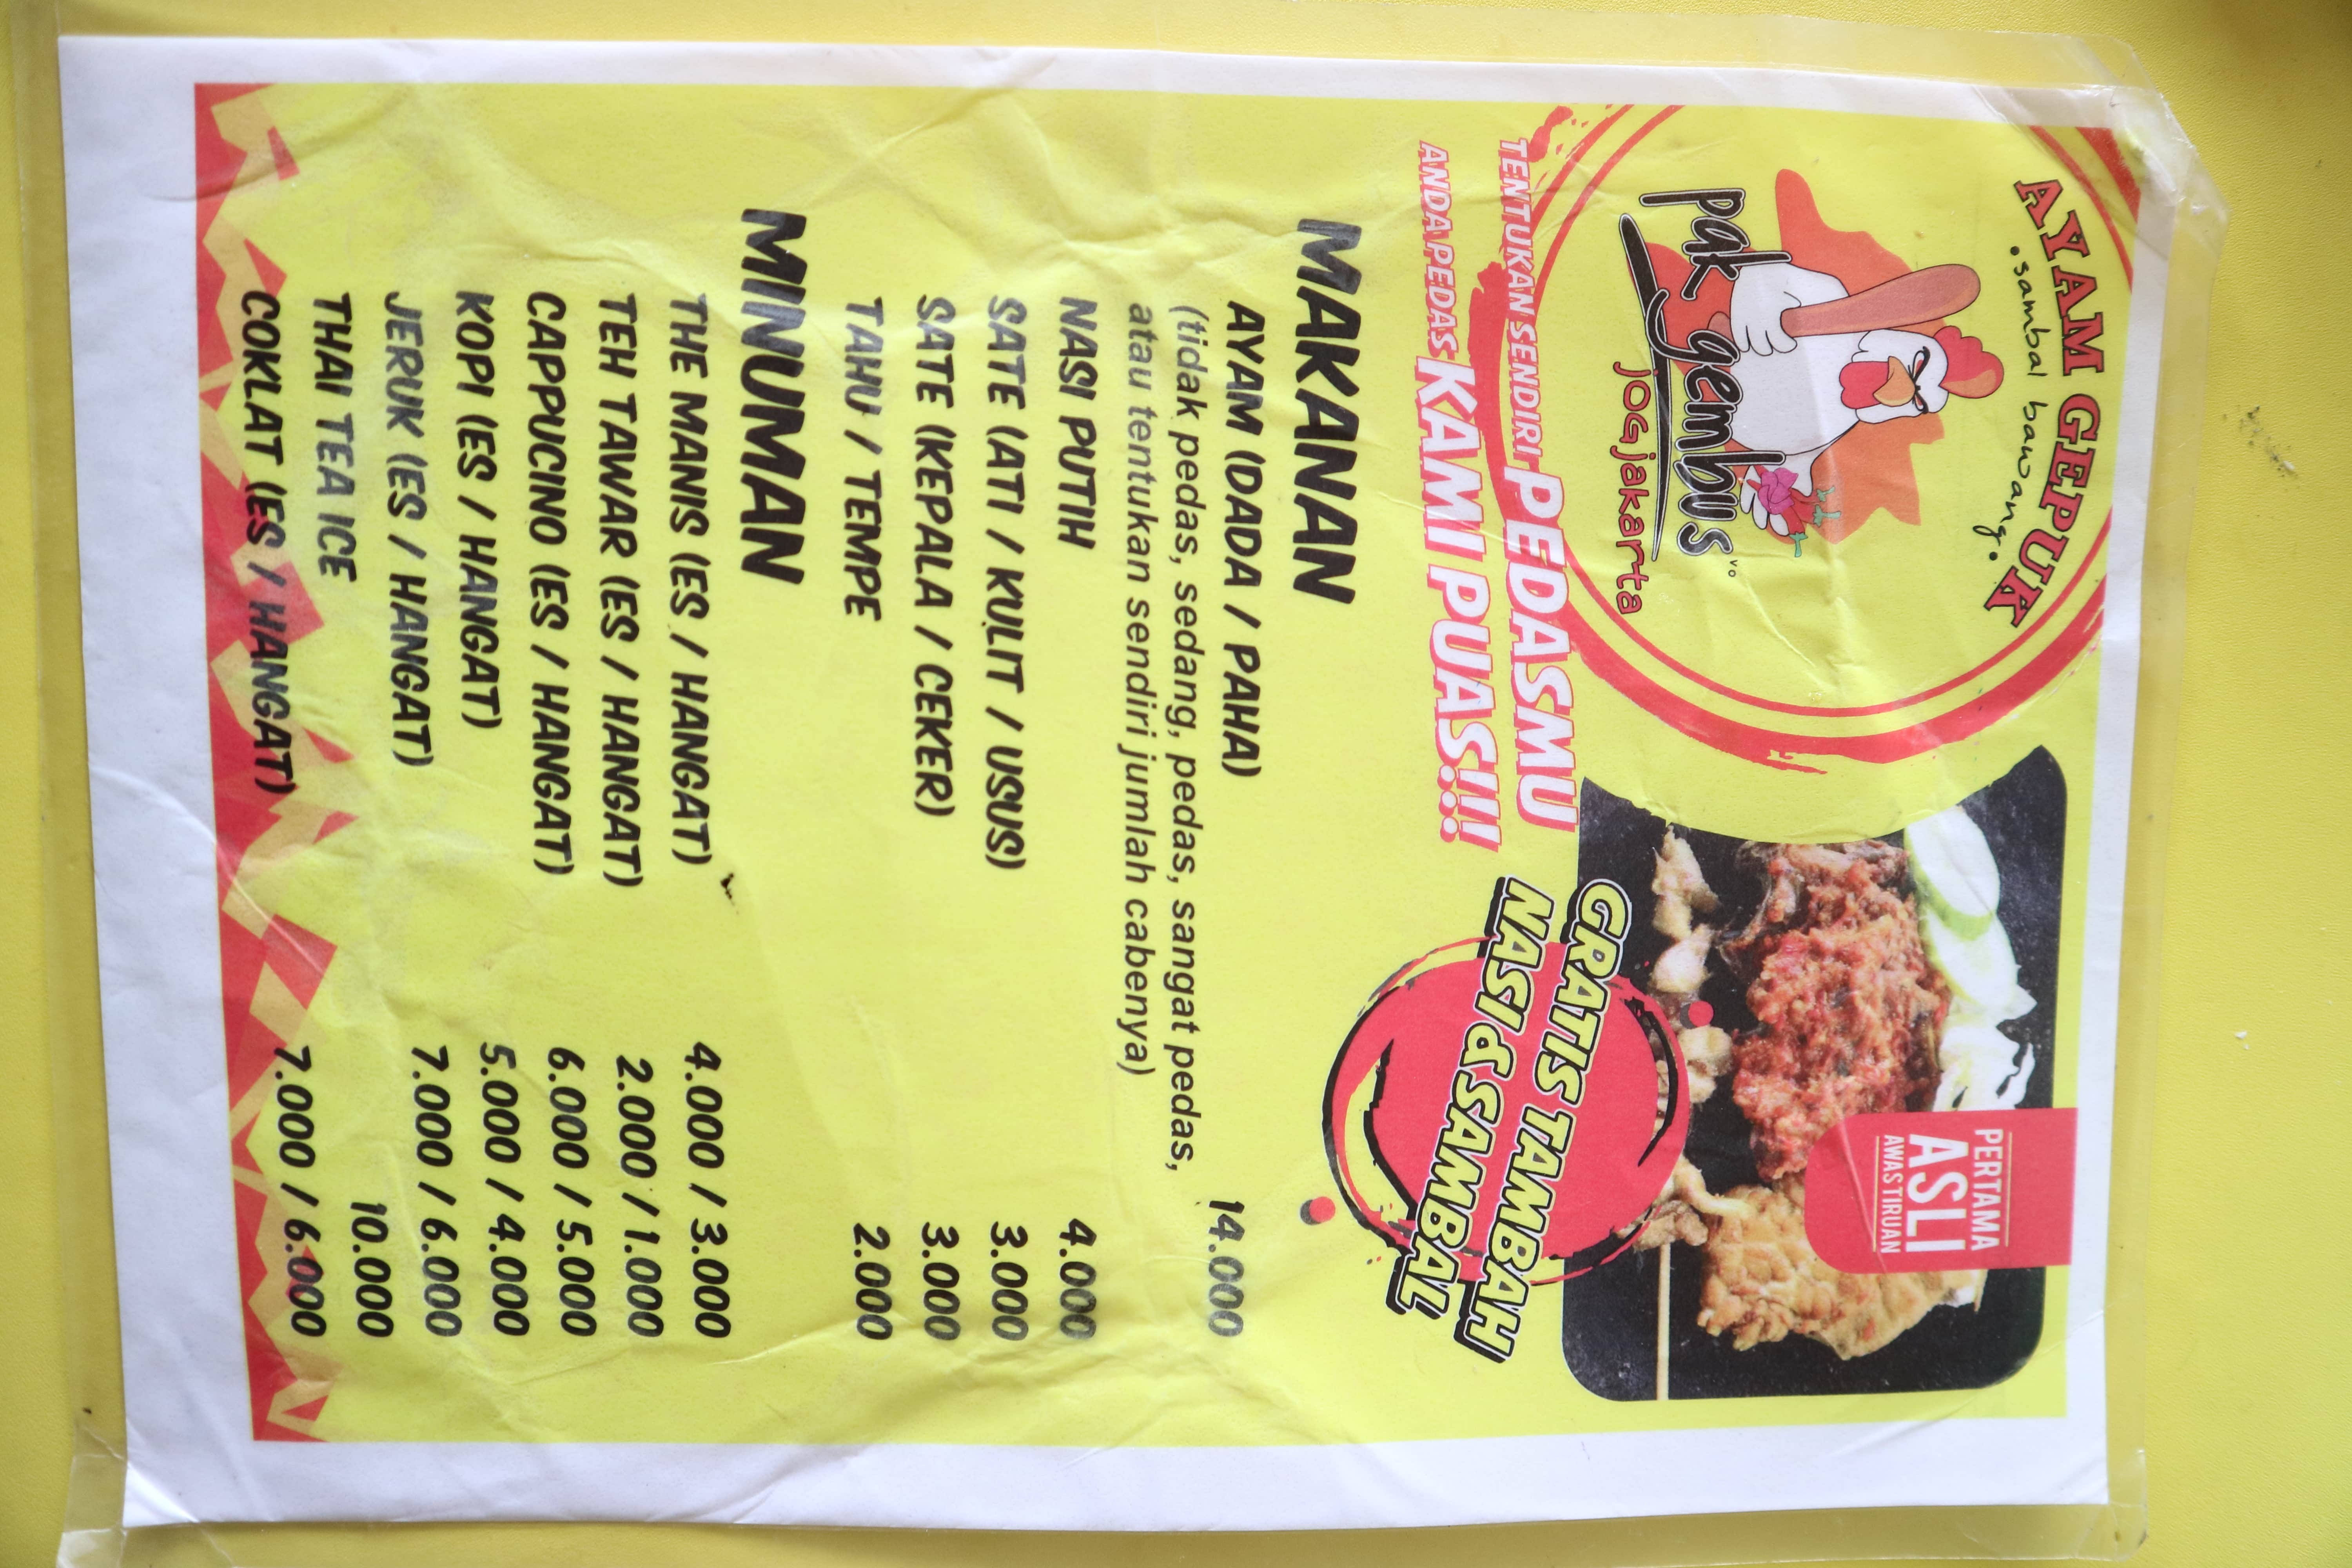 AYAM GEPUK
.sambal bawang.
pak gembus
VO
jogjakarta
PERTAMA
ASLI
AWAS TIRUAN
TENTUKAN SENDIRI PEDASMU
ANDA PEDAS KAMI PUAS!!!
GRATIS TAMBAH
NASI & SAMBAL
MAKANAN
AYAM (DADA / PAHA) 14.000
(tidak pedas, sedang, pedas, sangat pedas,
atau tentukan sendiri jumlah cabenya)
NASI PUTIH 4.000
SATE (ATI / KULIT / USUS) 3.000
SATE (KEPALA / CEKER) 3.000
TAHU / TEMPE 2.000
MINUMAN
THE MANIS (ES / HANGAT) 4.000 / 3.000
TEH TAWAR (ES / HANGAT) 2.000 / 1.000
CAPPUCINO (ES / HANGAT) 6.000 / 5.000
KOPI (ES / HANGAT) 5.000 / 4.000
JERUK (ES / HANGAT) 7.000 / 6.000
THAI TEA ICE 10.000
COKLAT (ES / HANGAT) 7.000 / 6.000